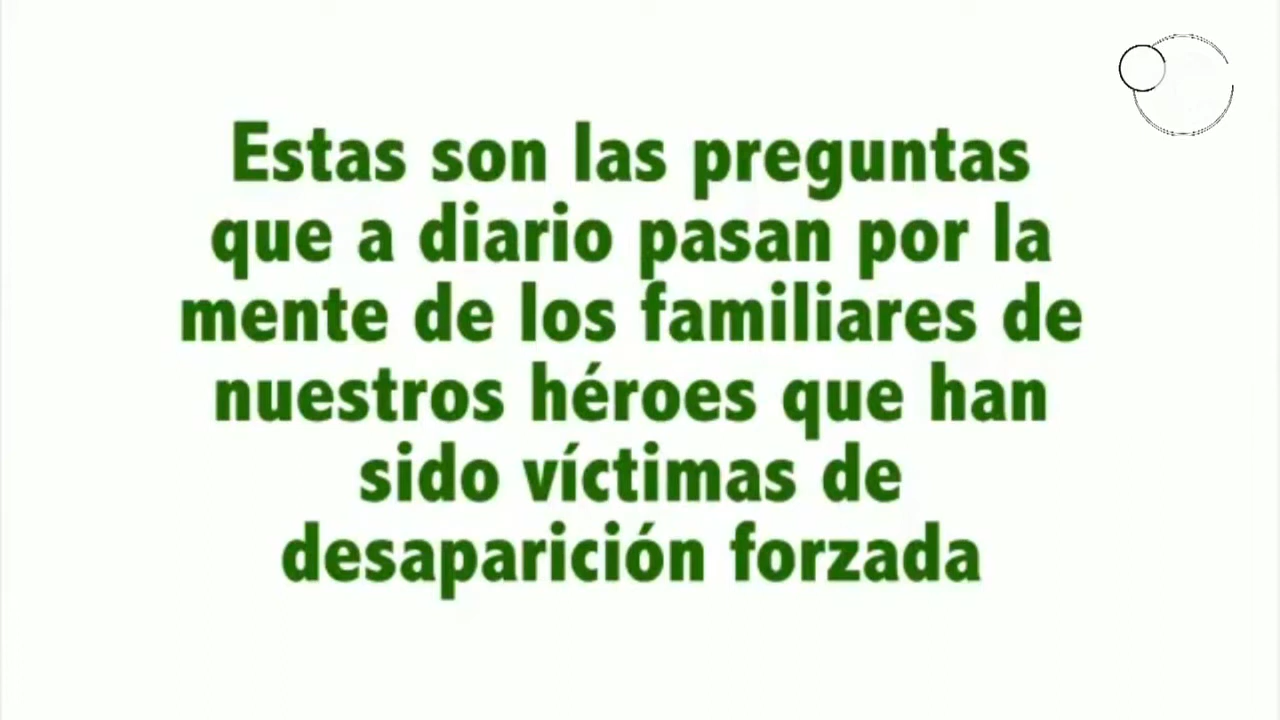 Estas son las preguntas
que a diario pasan por la
mente de los familiares de
nuestros héroes que han
sido víctimas de
desaparición forzada